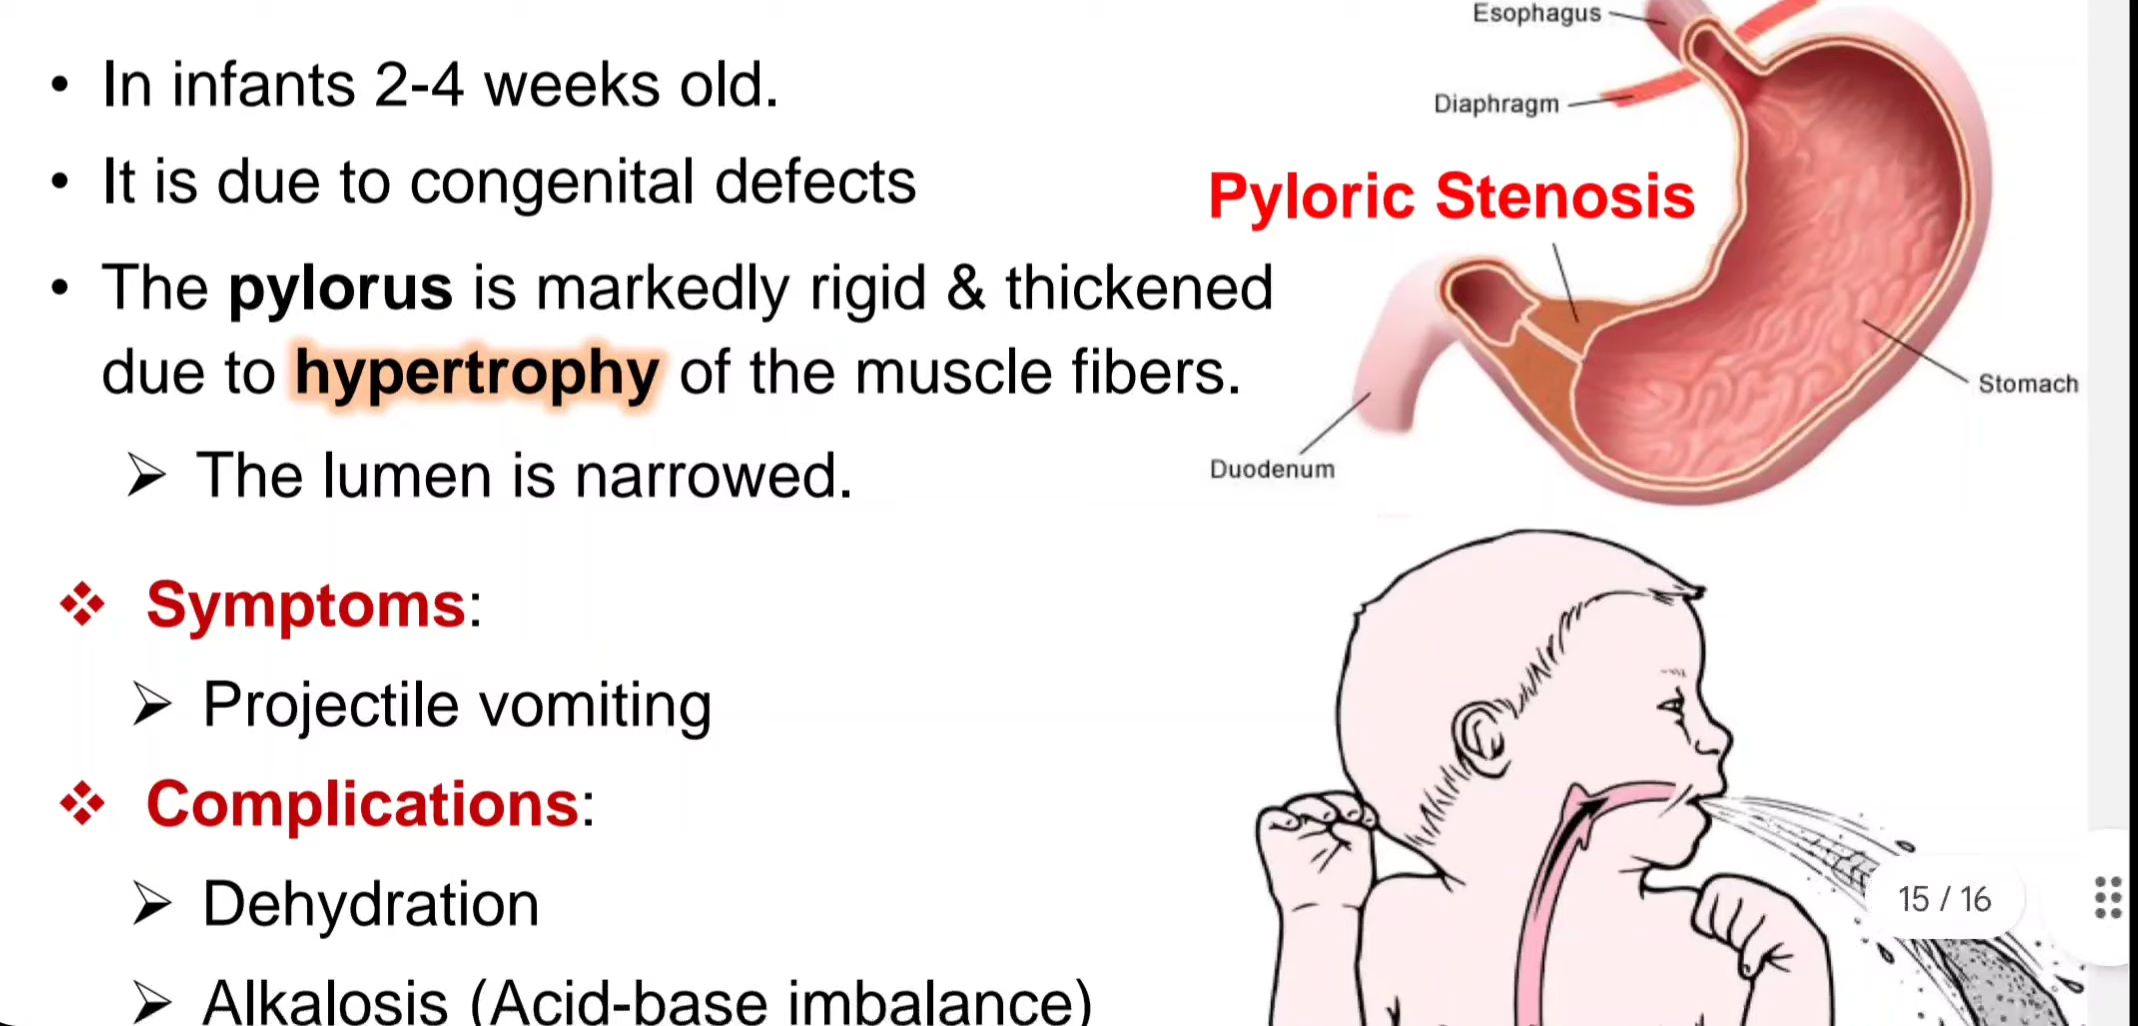 • In infants 2-4 weeks old.
• It is due to congenital defects
• The pylorus is markedly rigid & thickened
due to hypertrophy of the muscle fibers.
➢ The lumen is narrowed.
❖ Symptoms:
➢ Projectile vomiting
❖ Complications:
➢ Dehydration
➢ Alkalosis (Acid-base imbalance)
Esophagus
Diaphragm
Pyloric Stenosis
Stomach
Duodenum
15 / 16